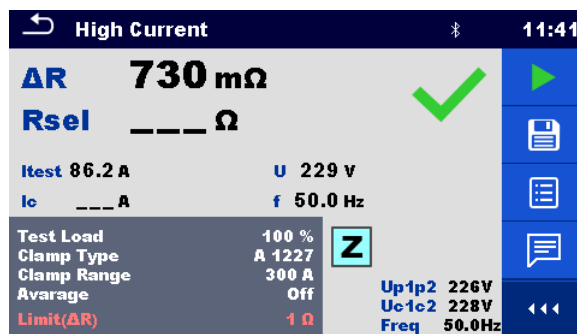 High Current 11:41
ΔR 730 mΩ
Rsel ___ Ω
Itest 86.2 A U 229 V
Ic ___ A f 50.0 Hz
Test Load 100 %
Clamp Type A 1227
Clamp Range 300 A
Avarage Off
Limit(ΔR) 1 Ω
Z
Up1p2 226V
Uc1c2 228V
Freq 50.0Hz